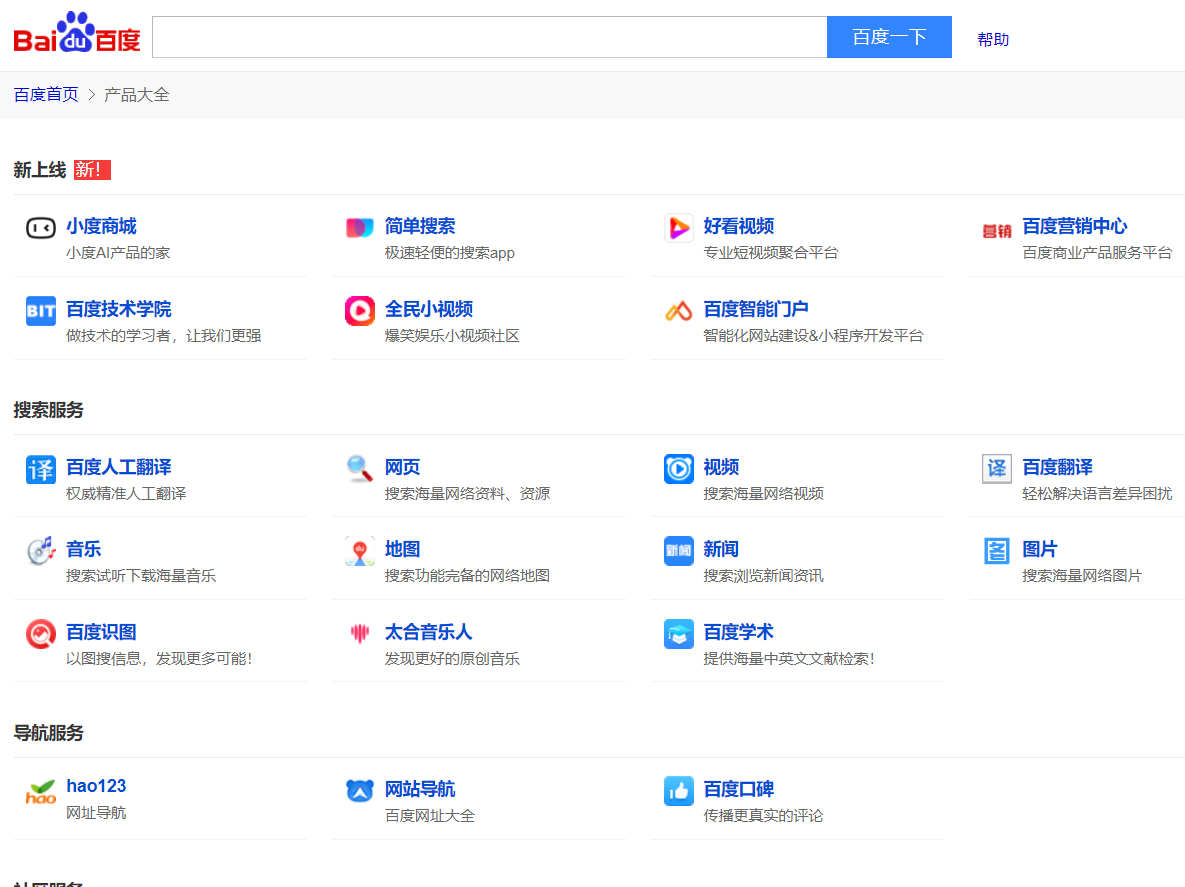 Bai du 百度
百度一下 帮助
百度首页 > 产品大全
新上线 新!
小度商城 简单搜索 好看视频 营销 百度营销中心
小度AI产品的家 极速轻便的搜索app 专业短视频聚合平台 百度商业产品服务平台
BIT 百度技术学院 全民小视频 百度智能门户
做技术的学习者，让我们更强 爆笑娱乐小视频社区 智能化网站建设&小程序开发平台
搜索服务
译 百度人工翻译 网页 视频 译 百度翻译
权威精准人工翻译 搜索海量网络资料、资源 搜索海量网络视频 轻松解决语言差异困扰
音乐 du 地图 新闻 新闻 图 图片
搜索试听下载海量音乐 搜索功能完备的网络地图 搜索浏览新闻资讯 搜索海量网络图片
百度识图 太合音乐人 百度学术
以图搜信息，发现更多可能! 发现更好的原创音乐 提供海量中英文文献检索!
导航服务
hao hao123 网站导航 百度口碑
网址导航 百度网址大全 传播更真实的评论
社区服务